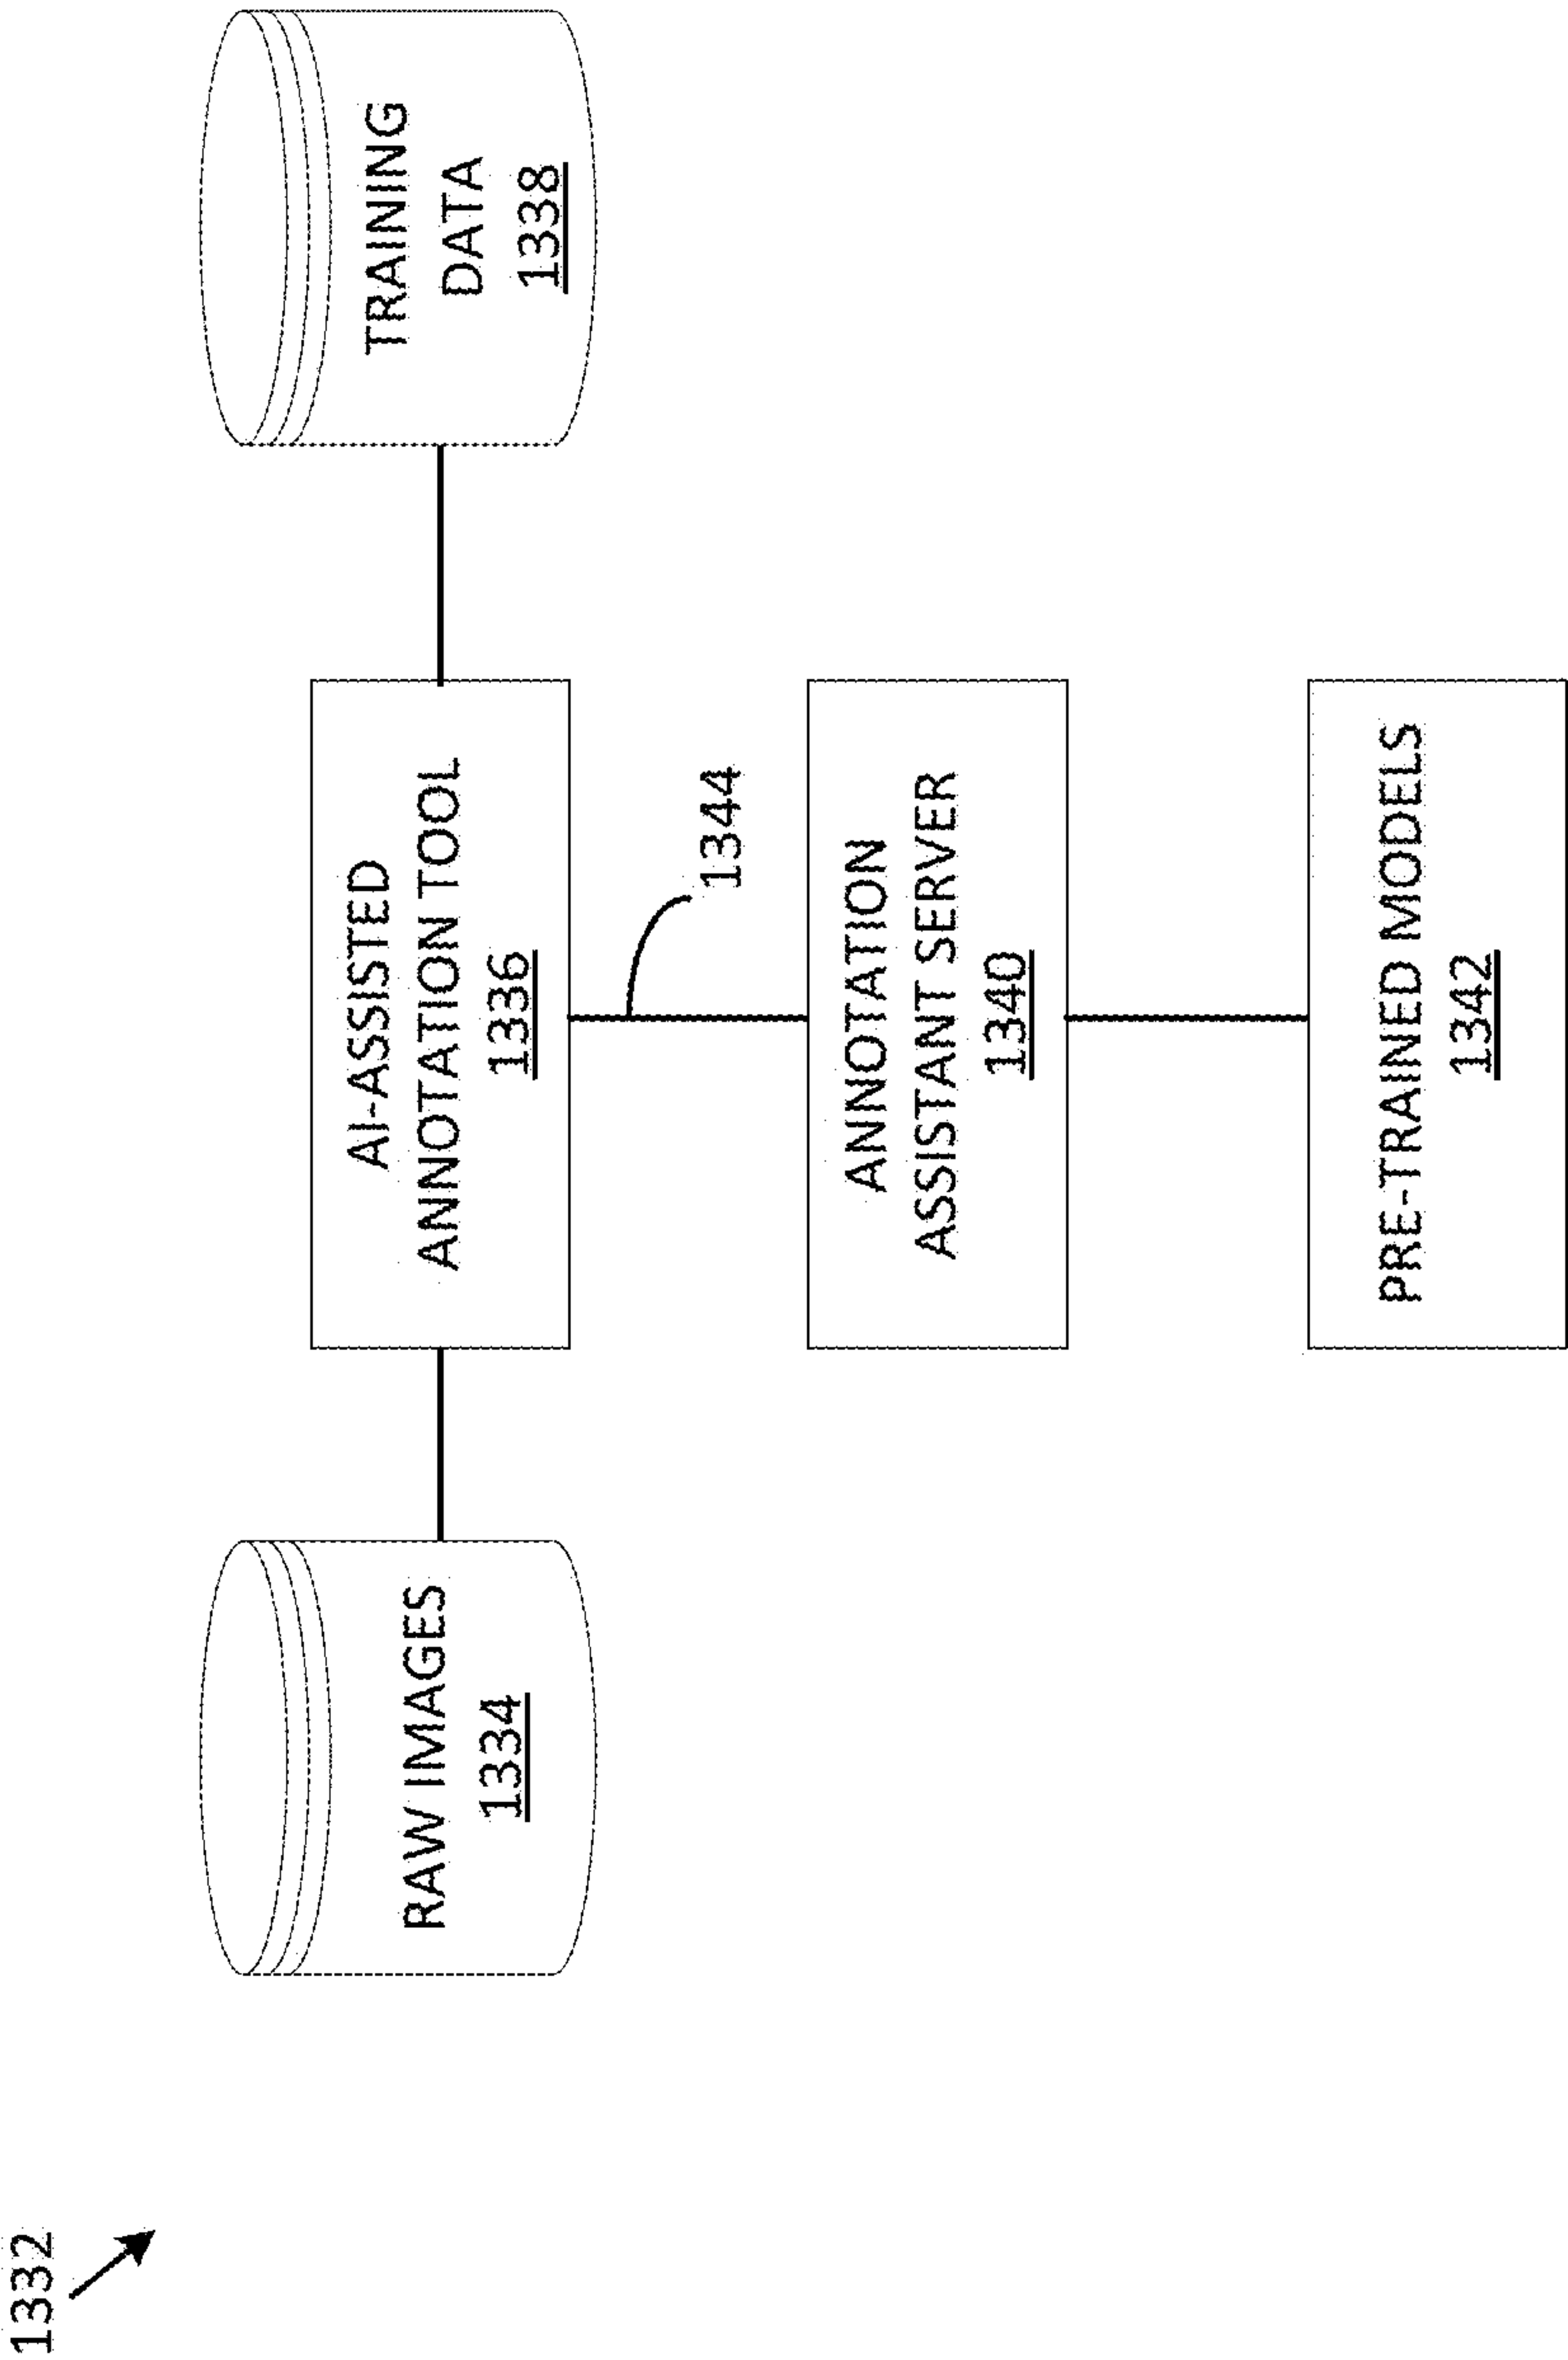 1332
RAW IMAGES
1334
AI-ASSISTED
ANNOTATION TOOL
1336
TRAINING
DATA
1338
1344
ANNOTATION
ASSISTANT SERVER
1340
PRE-TRAINED MODELS
1342